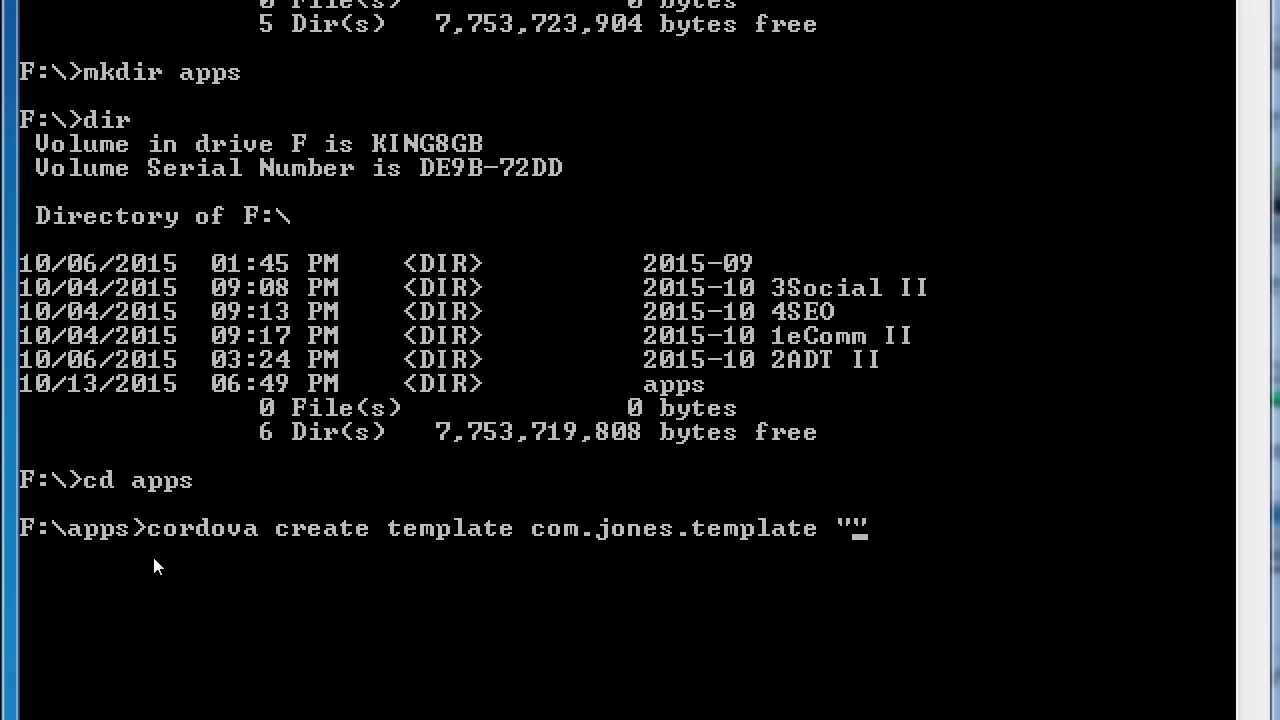 0 File(s) 0 bytes
5 Dir(s) 7,753,723,904 bytes free
F:\>mkdir apps
F:\>dir
Volume in drive F is KING8GB
Volume Serial Number is DE9B-72DD
Directory of F:\
10/06/2015 01:45 PM <DIR> 2015-09
10/04/2015 09:08 PM <DIR> 2015-10 3Social II
10/04/2015 09:13 PM <DIR> 2015-10 4SEO
10/04/2015 09:17 PM <DIR> 2015-10 1eComm II
10/06/2015 03:24 PM <DIR> 2015-10 2ADT II
10/13/2015 06:49 PM <DIR> apps
0 File(s) 0 bytes
6 Dir(s) 7,753,719,808 bytes free
F:\>cd apps
F:\apps>cordova create template com.jones.template ""